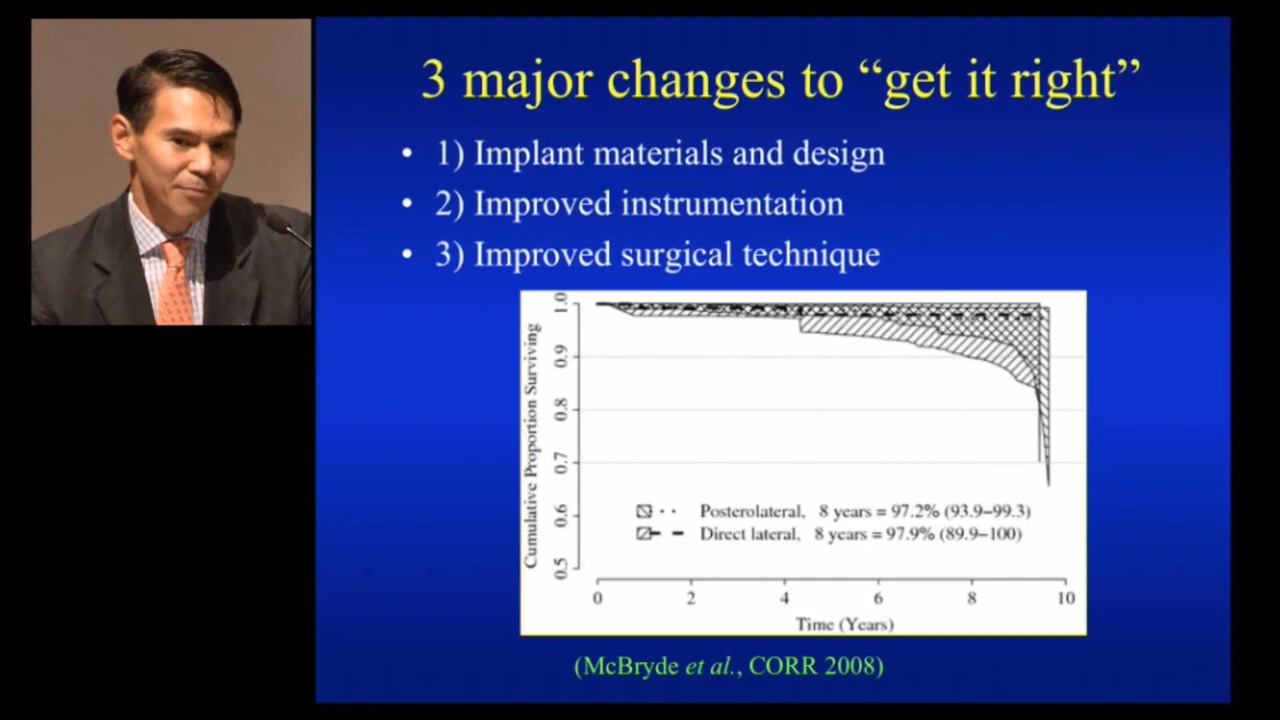 3 major changes to “get it right”
• 1) Implant materials and design
• 2) Improved instrumentation
• 3) Improved surgical technique
Cumulative Proportion Surviving
1.0
0.9
0.8
0.7
0.6
0.5
Posterolateral, 8 years = 97.2% (93.9–99.3)
Direct lateral, 8 years = 97.9% (89.9–100)
0 2 4 6 8 10
Time (Years)
(McBryde et al., CORR 2008)